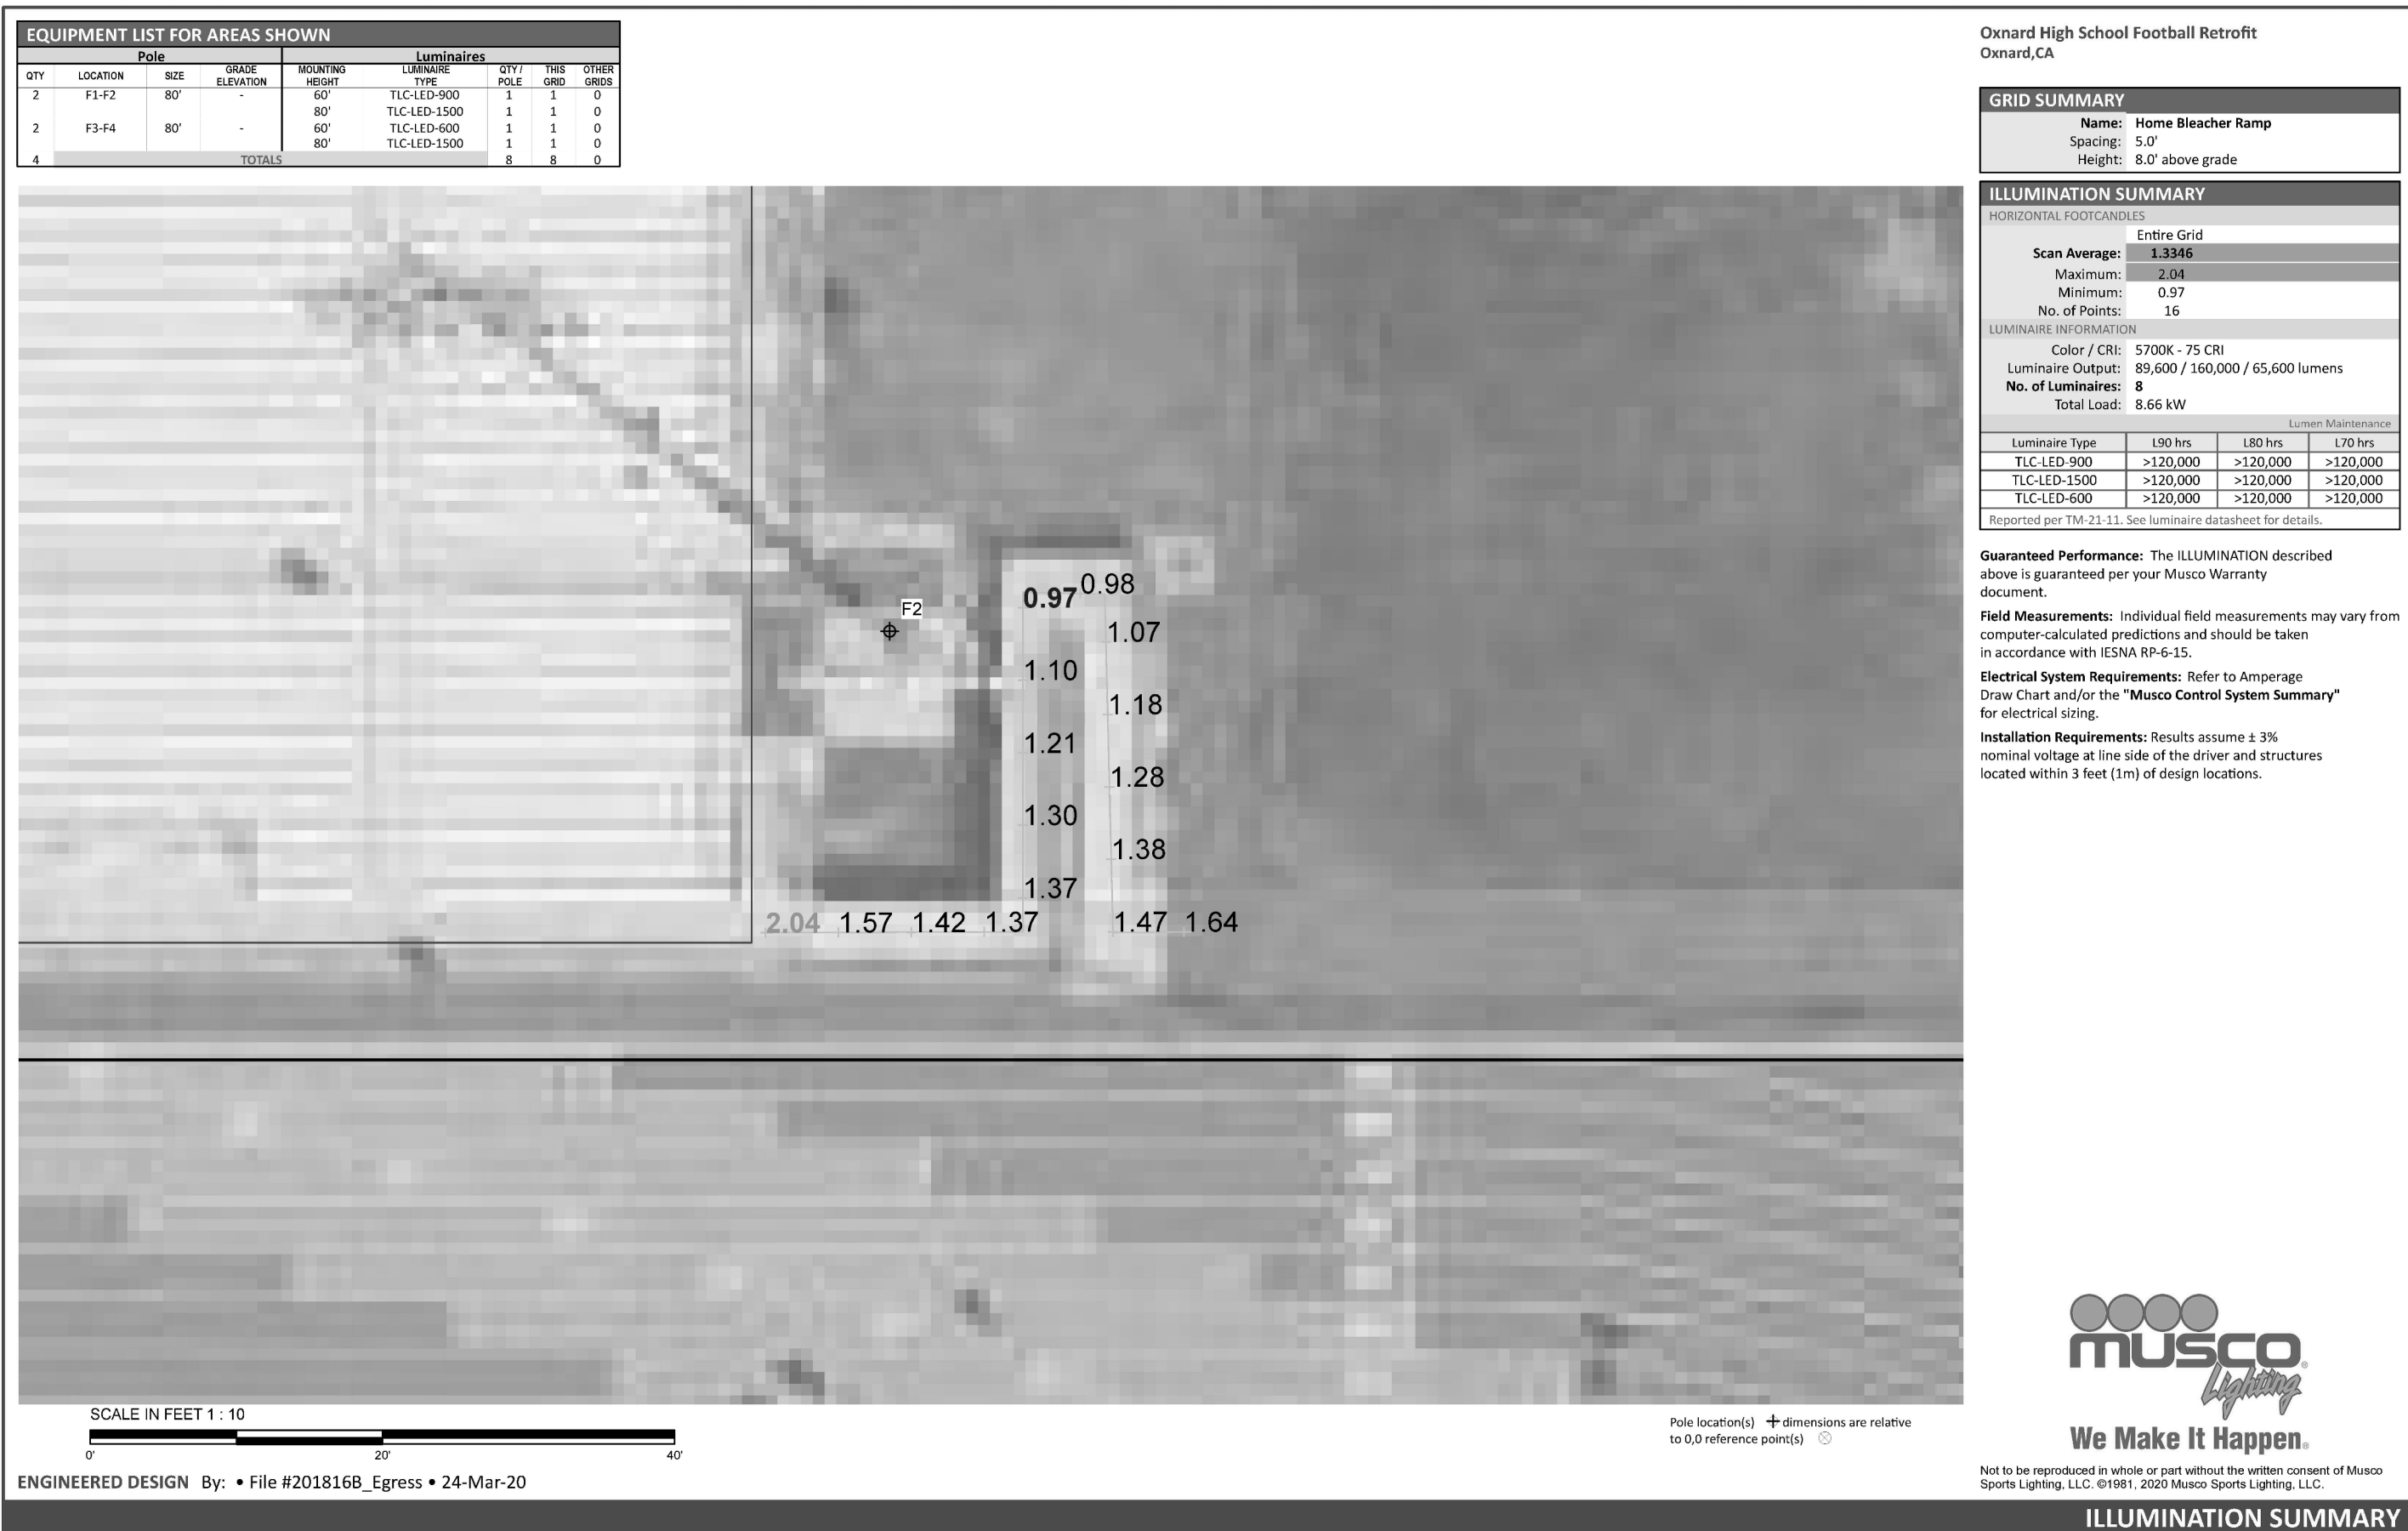 EQUIPMENT LIST FOR AREAS SHOWN
Pole Luminaires
QTY LOCATION SIZE GRADE ELEVATION MOUNTING HEIGHT LUMINAIRE TYPE QTY / POLE THIS GRID OTHER GRIDS
2 F1-F2 80' - 60' TLC-LED-900 1 1 0
80' TLC-LED-1500 1 1 0
2 F3-F4 80' - 60' TLC-LED-600 1 1 0
80' TLC-LED-1500 1 1 0
4 TOTALS 8 8 0
Oxnard High School Football Retrofit
Oxnard,CA
GRID SUMMARY
Name: Home Bleacher Ramp
Spacing: 5.0'
Height: 8.0' above grade
ILLUMINATION SUMMARY
HORIZONTAL FOOTCANDLES
Entire Grid
Scan Average: 1.3346
Maximum: 2.04
Minimum: 0.97
No. of Points: 16
LUMINAIRE INFORMATION
Color / CRI: 5700K - 75 CRI
Luminaire Output: 89,600 / 160,000 / 65,600 lumens
No. of Luminaires: 8
Total Load: 8.66 kW
Lumen Maintenance
Luminaire Type L90 hrs L80 hrs L70 hrs
TLC-LED-900 >120,000 >120,000 >120,000
TLC-LED-1500 >120,000 >120,000 >120,000
TLC-LED-600 >120,000 >120,000 >120,000
Reported per TM-21-11. See luminaire datasheet for details.
Guaranteed Performance: The ILLUMINATION described
above is guaranteed per your Musco Warranty
document.
Field Measurements: Individual field measurements may vary from
computer-calculated predictions and should be taken
in accordance with IESNA RP-6-15.
Electrical System Requirements: Refer to Amperage
Draw Chart and/or the "Musco Control System Summary"
for electrical sizing.
Installation Requirements: Results assume ± 3%
nominal voltage at line side of the driver and structures
located within 3 feet (1m) of design locations.
0.98
0.97
F2
1.07
1.10
1.18
1.21
1.28
1.30
1.38
1.37
2.04 1.57 1.42 1.37 1.47 1.64
SCALE IN FEET 1 : 10
0' 20' 40'
Pole location(s) dimensions are relative
to 0,0 reference point(s)
ENGINEERED DESIGN By: • File #201816B_Egress • 24-Mar-20
musco
Lighting
We Make It Happen®
Not to be reproduced in whole or part without the written consent of Musco
Sports Lighting, LLC. ©1981, 2020 Musco Sports Lighting, LLC.
ILLUMINATION SUMMARY